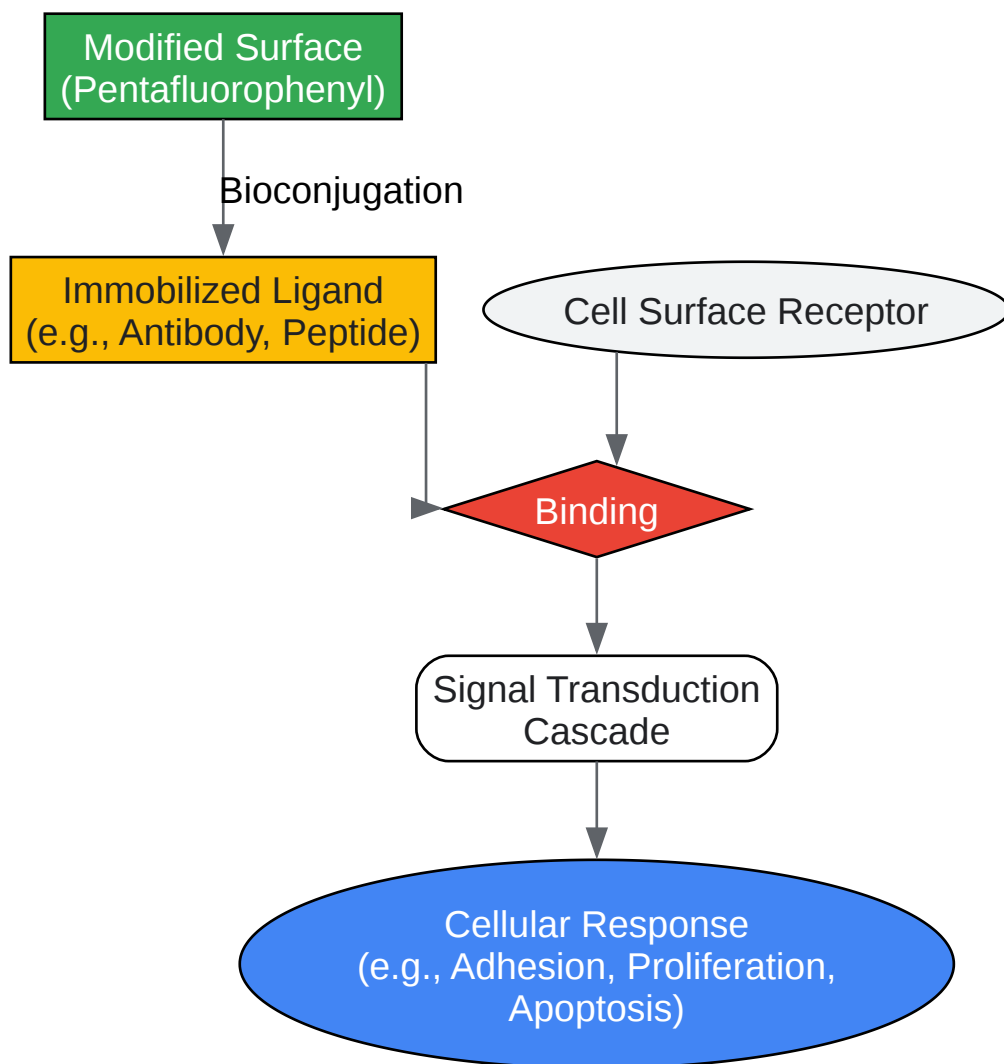 Modified Surface
(Pentafluorophenyl)
Bioconjugation
Immobilized Ligand
(e.g., Antibody, Peptide)
Cell Surface Receptor
Binding
Signal Transduction
Cascade
Cellular Response
(e.g., Adhesion, Proliferation,
Apoptosis)